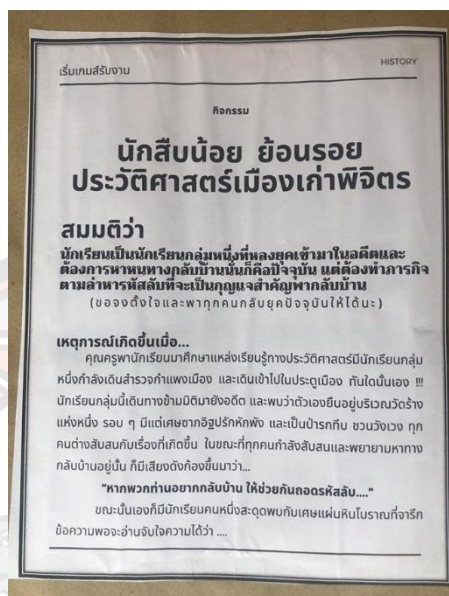 เริ่มเกมส์รับงาน
HISTORY
กิจกรรม
นักสืบน้อย ย้อนรอย
ประวัติศาสตร์เมืองเก่าพิจิตร
สมมติว่า
นักเรียนเป็นนักเรียนกลุ่มหนึ่งที่หลงยุคเข้ามาในอดีตและ
ต้องการหาหนทางกลับบ้านนั่นก็คือปัจจุบัน แต่ต้องทำภารกิจ
ตามล่าหารหัสลับที่จะเป็นกุญแจสำคัญพากลับบ้าน
(ขอจงตั้งใจและพาทุกคนกลับยุคปัจจุบันให้ได้นะ)
เหตุการณ์เกิดขึ้นเมื่อ...
คุณครูพานักเรียนมาศึกษาแหล่งเรียนรู้ทางประวัติศาสตร์มีนักเรียนกลุ่ม
หนึ่งกำลังเดินสำรวจกำแพงเมือง และเดินเข้าไปในประตูเมือง ทันใดนั้นเอง !!!
นักเรียนกลุ่มนี้เดินทางข้ามมิติมายังอดีต และพบว่าตัวเองยืนอยู่บริเวณวัดร้าง
แห่งหนึ่ง รอบ ๆ มีแต่เศษซากอิฐปรักหักพัง และเป็นป่ารกทึบ ชวนวังเวง ทุก
คนต่างสับสนกับเรื่องที่เกิดขึ้น ในขณะที่ทุกคนกำลังสับสนและพยายามหาทาง
กลับบ้านอยู่นั้น ก็มีเสียงดังก้องขึ้นมาว่า...
"หากพวกท่านอยากกลับบ้าน ให้ช่วยกันถอดรหัสลับ...."
ขณะนั้นเองก็มีนักเรียนคนหนึ่งสะดุดพบกับเศษแผ่นหินโบราณที่จารึก
ข้อความพอจะอ่านจับใจความได้ว่า ....